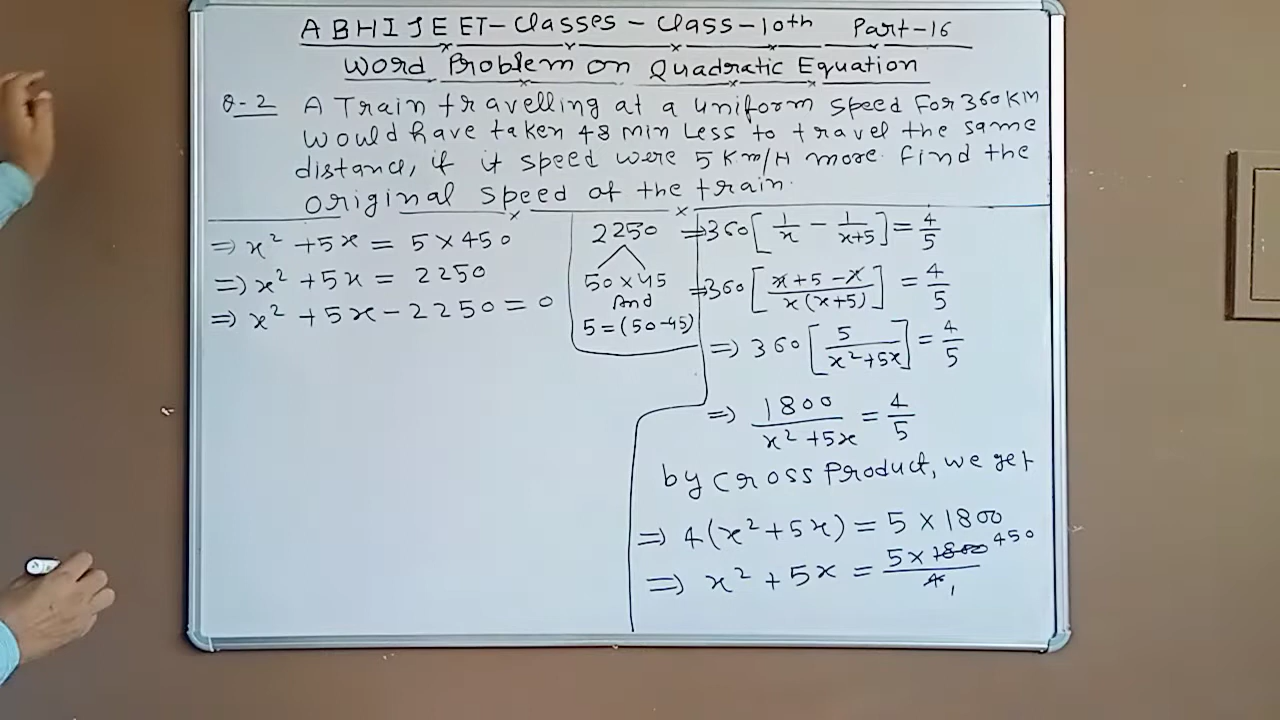 ABHIJEET-Classes-Class-10th Part-16
Word Problem on Quadratic Equation
Q-2 A Train travelling at a uniform speed For 360 KM
would have taken 48 min Less to travel the same
distance, if it speed were 5 Km/H more. find the
original speed of the train.
⇒ x² + 5x = 5 × 450
⇒ x² + 5x = 2250
⇒ x² + 5x - 2250 = 0
2250
50 × 45
And
5 = (50-45)
⇒ 360 [1/x - 1/(x+5)] = 4/5
⇒ 360 [(x+5-x)/(x(x+5))] = 4/5
⇒ 360 [5/(x²+5x)] = 4/5
⇒ 1800/(x²+5x) = 4/5
by cross Product, we get
⇒ 4(x²+5x) = 5 × 1800
⇒ x² + 5x = (5 × 1800 450)/(4 1)